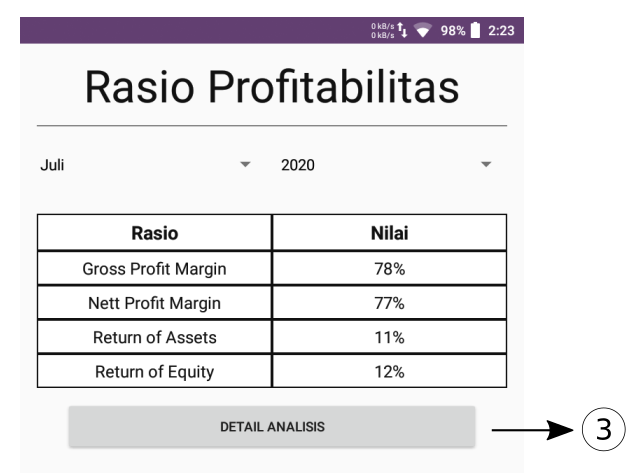 0 kB/s
0 kB/s 98% 2:23
Rasio Profitabilitas
Juli 2020
Rasio Nilai
Gross Profit Margin 78%
Nett Profit Margin 77%
Return of Assets 11%
Return of Equity 12%
DETAIL ANALISIS 3